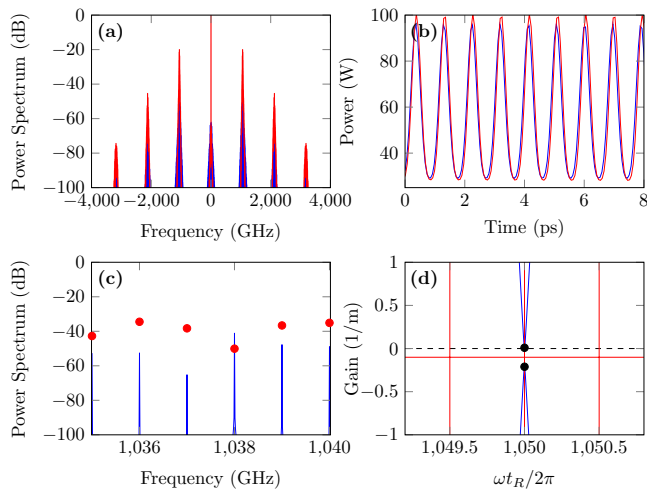 (a)
Power Spectrum (dB)
0
−20
−40
−60
−80
−100
−4,000 −2,000 0 2,000 4,000
Frequency (GHz)
(b)
Power (W)
100
80
60
40
0 2 4 6 8
Time (ps)
(c)
Power Spectrum (dB)
0
−20
−40
−60
−80
−100
1,036 1,038 1,040
Frequency (GHz)
(d)
Gain (1/m)
1
0.5
0
−0.5
−1
1,049.5 1,050 1,050.5
ωt_R/2π